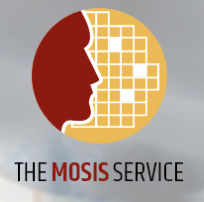 THE MOSIS SERVICE